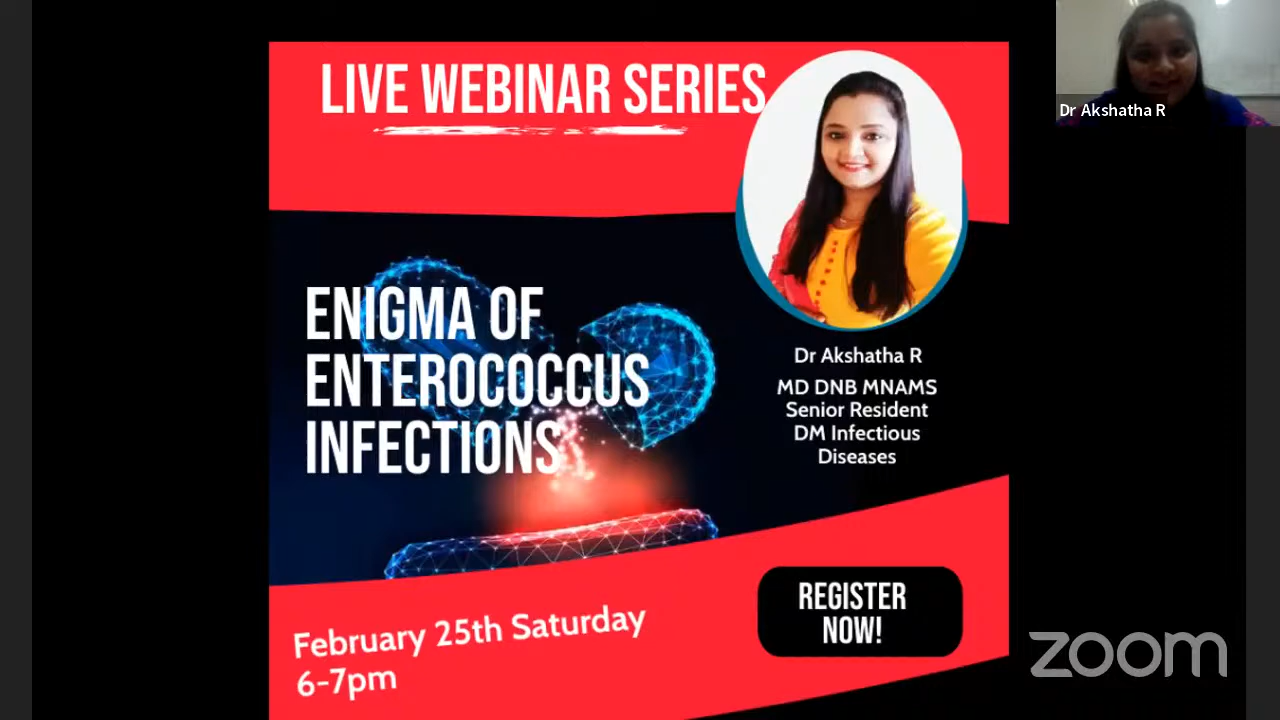 LIVE WEBINAR SERIES
Dr Akshatha R
ENIGMA OF
ENTEROCOCCUS
INFECTIONS
Dr Akshatha R
MD DNB MNAMS
Senior Resident
DM Infectious
Diseases
February 25th Saturday
6-7pm
REGISTER
NOW!
zoom